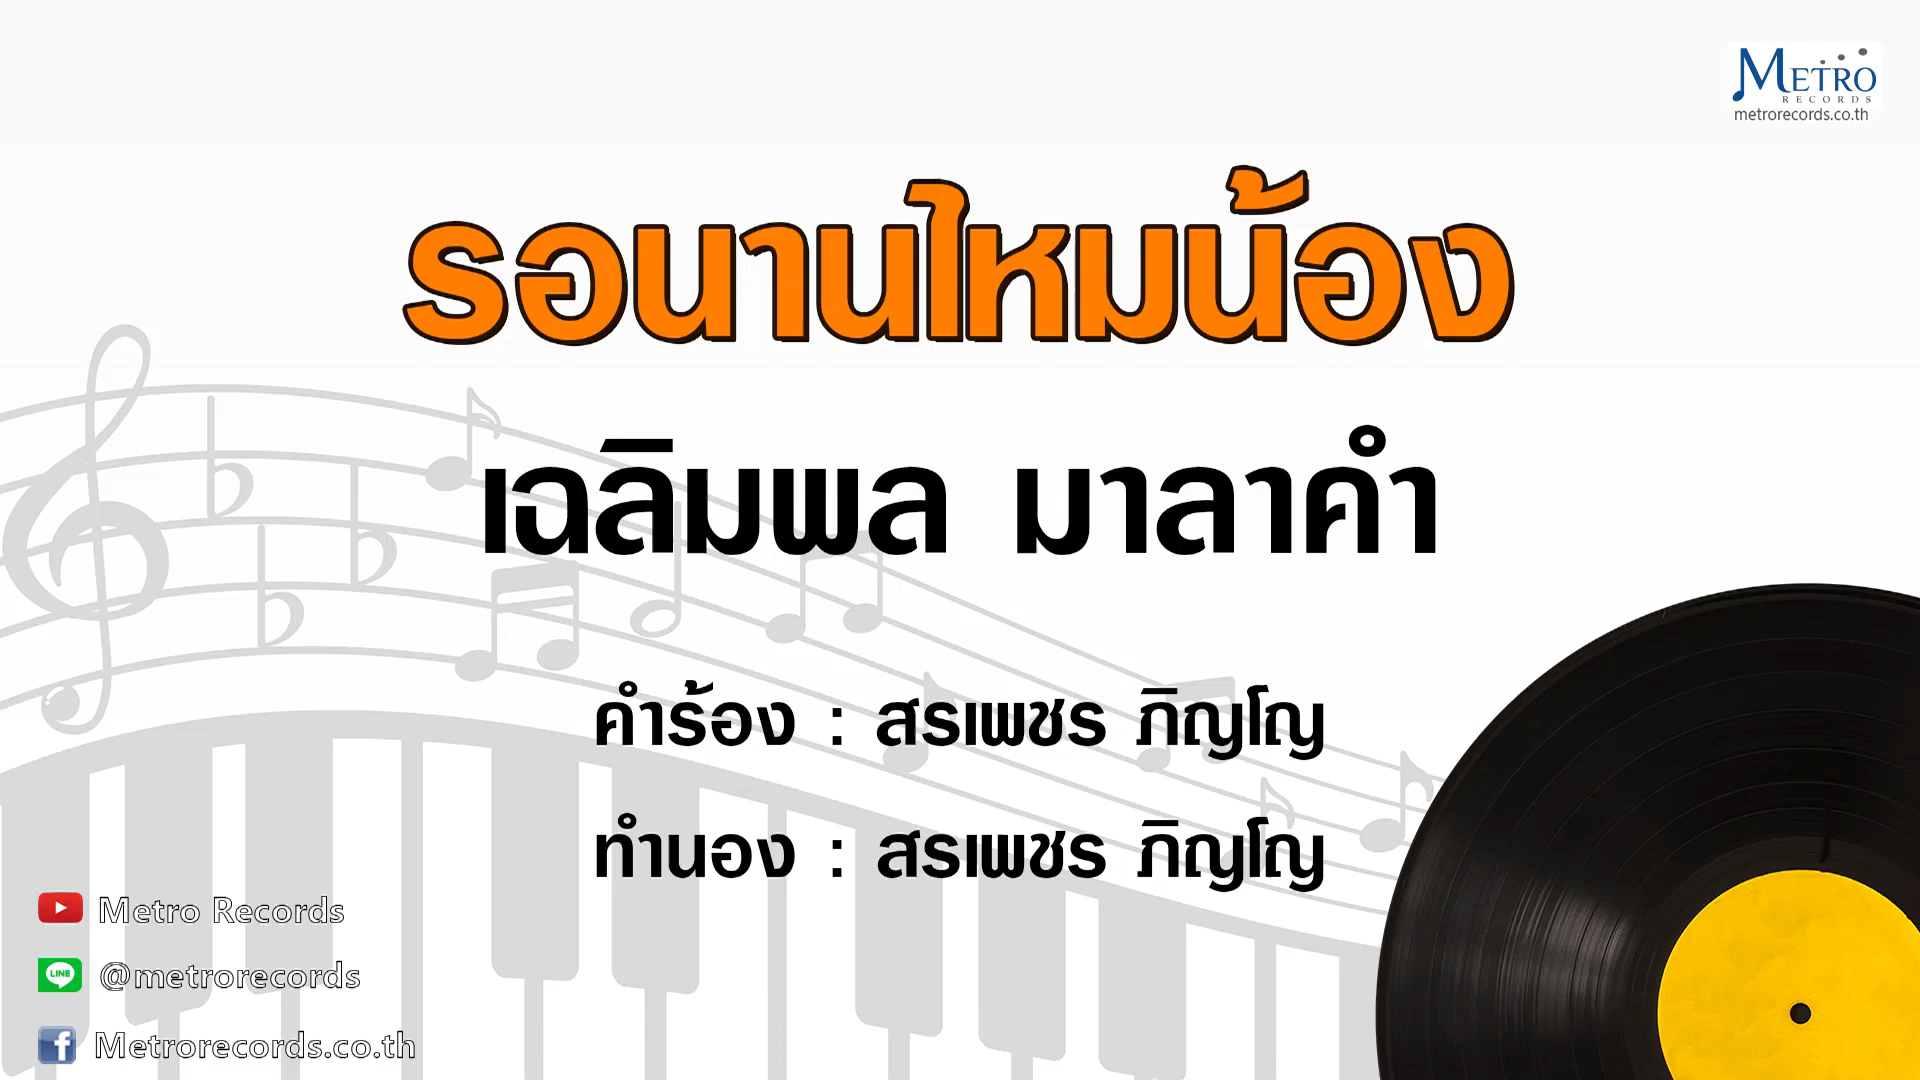 METRO
RECORDS
metrorecords.co.th
รอนานไหมน้อง
เฉลิมพล มาลาคำ
คำร้อง : สรเพชร ภิญโญ
ทำนอง : สรเพชร ภิญโญ
Metro Records
LINE @metrorecords
f Metrorecords.co.th